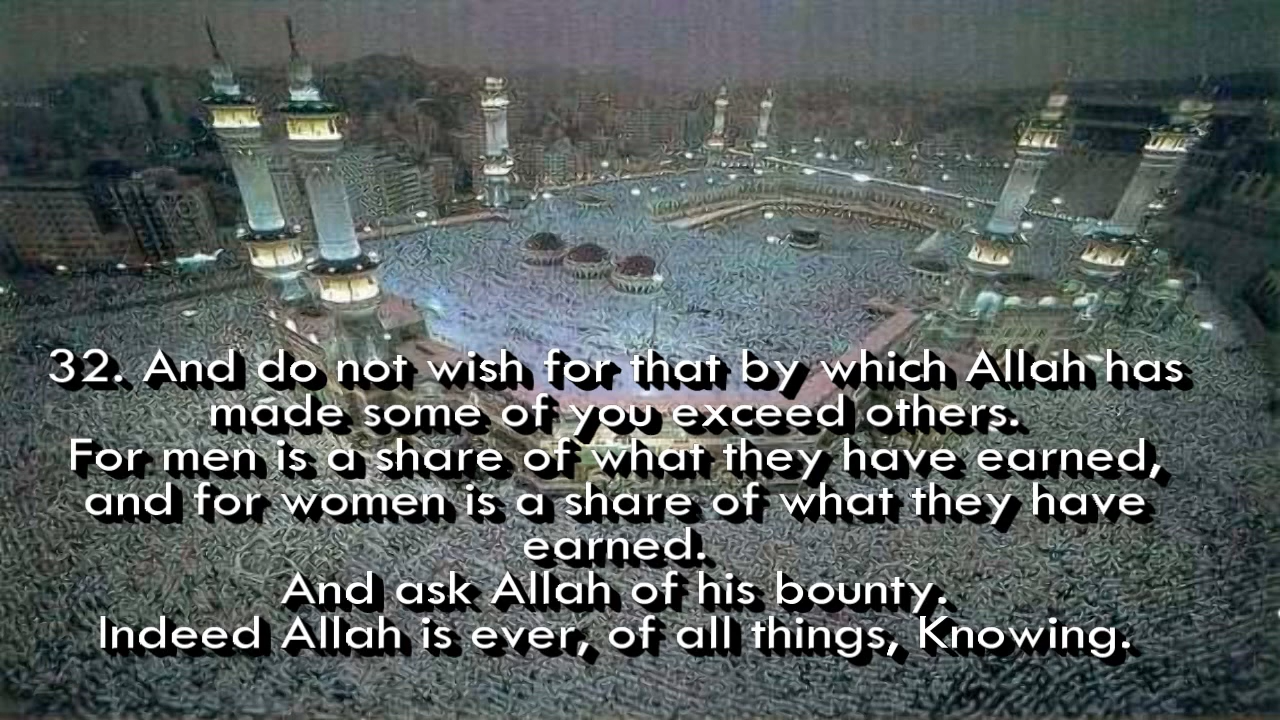 32. And do not wish for that by which Allah has
made some of you exceed others.
For men is a share of what they have earned,
and for women is a share of what they have
earned.
And ask Allah of his bounty.
Indeed Allah is ever, of all things, Knowing.